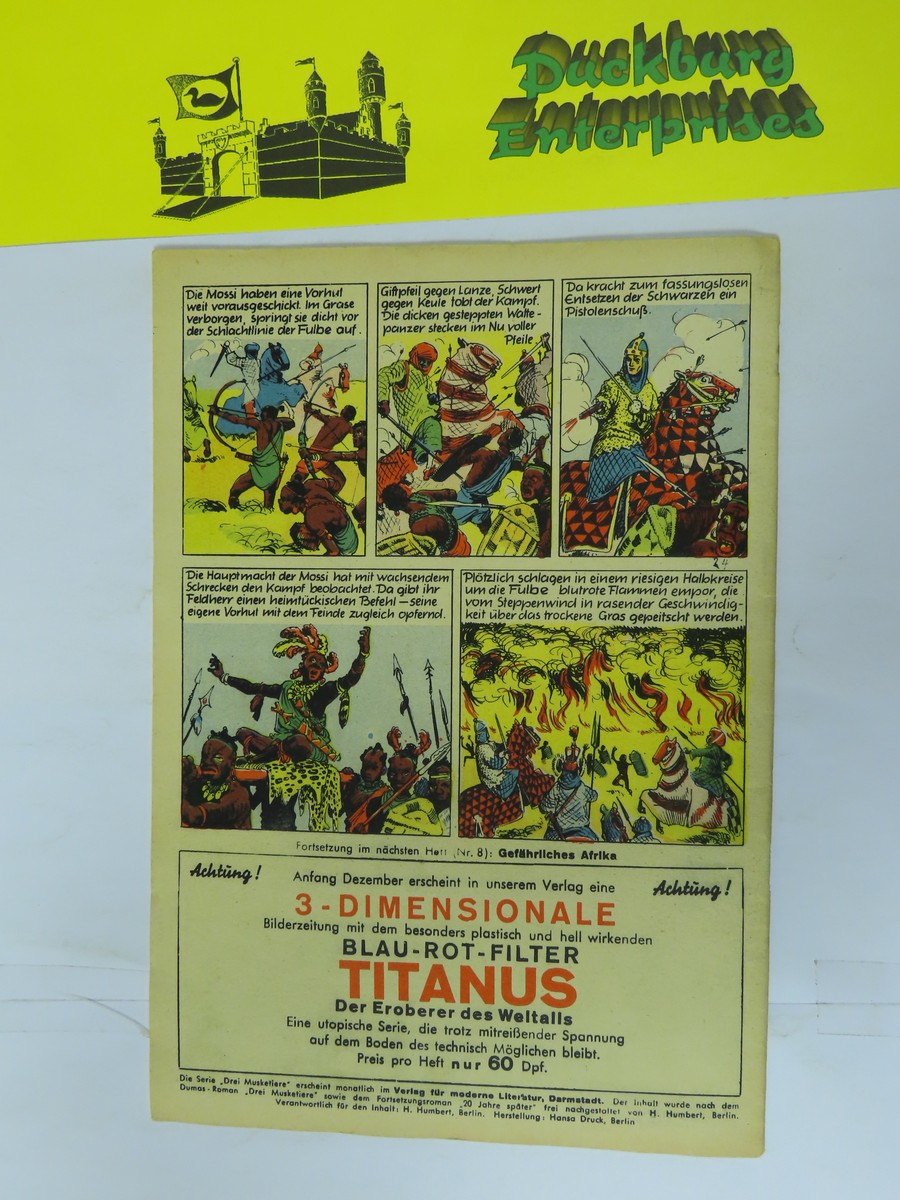 Duckburg
Enterprises
Die Mossi haben eine Vorhut
weit vorausgeschickt. Im Grase
verborgen, springt sie dicht vor
der Schlachtlinie der Fulbe auf.
Giftpfeil gegen Lanze, Schwert
gegen Keule tobt der Kampf.
Die dicken gesteppten Watte-
panzer stecken im Nu voller
Pfeile
Da kracht zum fassungslosen
Entsetzen der Schwarzen ein
Pistolenschuß.
24
Die Hauptmacht der Mossi hat mit wachsendem
Schrecken den Kampf beobachtet. Da gibt ihr
Feldherr einen heimtückischen Befehl – seine
eigene Vorhut mit dem Feinde zugleich opfernd.
Plötzlich schlagen in einem riesigen Halbkreise
um die Fulbe blutrote Flammen empor, die
vom Steppenwind in rasender Geschwindig-
keit über das trockene Gras gepeitscht werden.
Fortsetzung im nächsten Heft (Nr. 8): Gefährliches Afrika
Achtung!
Achtung!
Anfang Dezember erscheint in unserem Verlag eine
3-DIMENSIONALE
Bilderzeitung mit dem besonders plastisch und hell wirkenden
BLAU-ROT-FILTER
TITANUS
Der Eroberer des Weltalls
Eine utopische Serie, die trotz mitreißender Spannung
auf dem Boden des technisch Möglichen bleibt.
Preis pro Heft nur 60 Dpf.
Die Serie „Drei Musketiere" erscheint monatlich im Verlag für moderne Literatur, Darmstadt. Der Inhalt wurde nach dem
Dumas-Roman „Drei Musketiere" sowie dem Fortsetzungsroman „20 Jahre später" frei nachgestaltet von H. Humbert, Berlin.
Verantwortlich für den Inhalt: H. Humbert, Berlin. Herstellung: Hansa Druck, Berlin